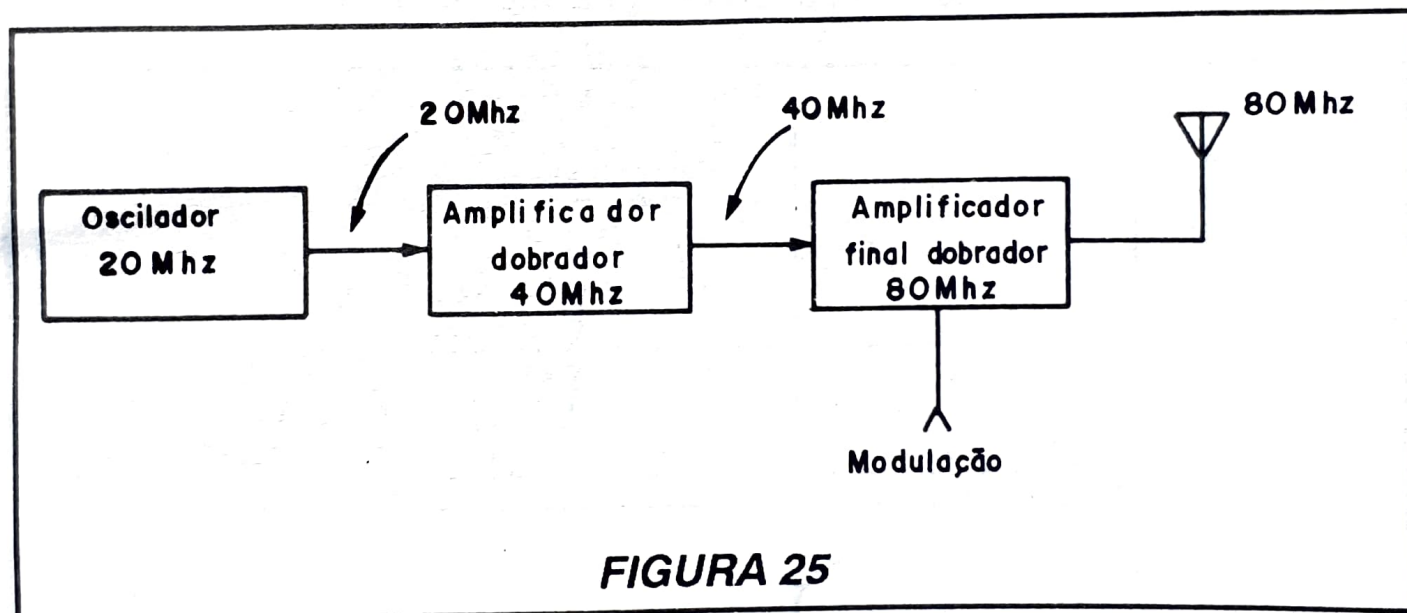 20Mhz
40Mhz
80Mhz
Oscilador
20Mhz
Amplificador
dobrador
40Mhz
Amplificador
final dobrador
80Mhz
Modulação
FIGURA 25